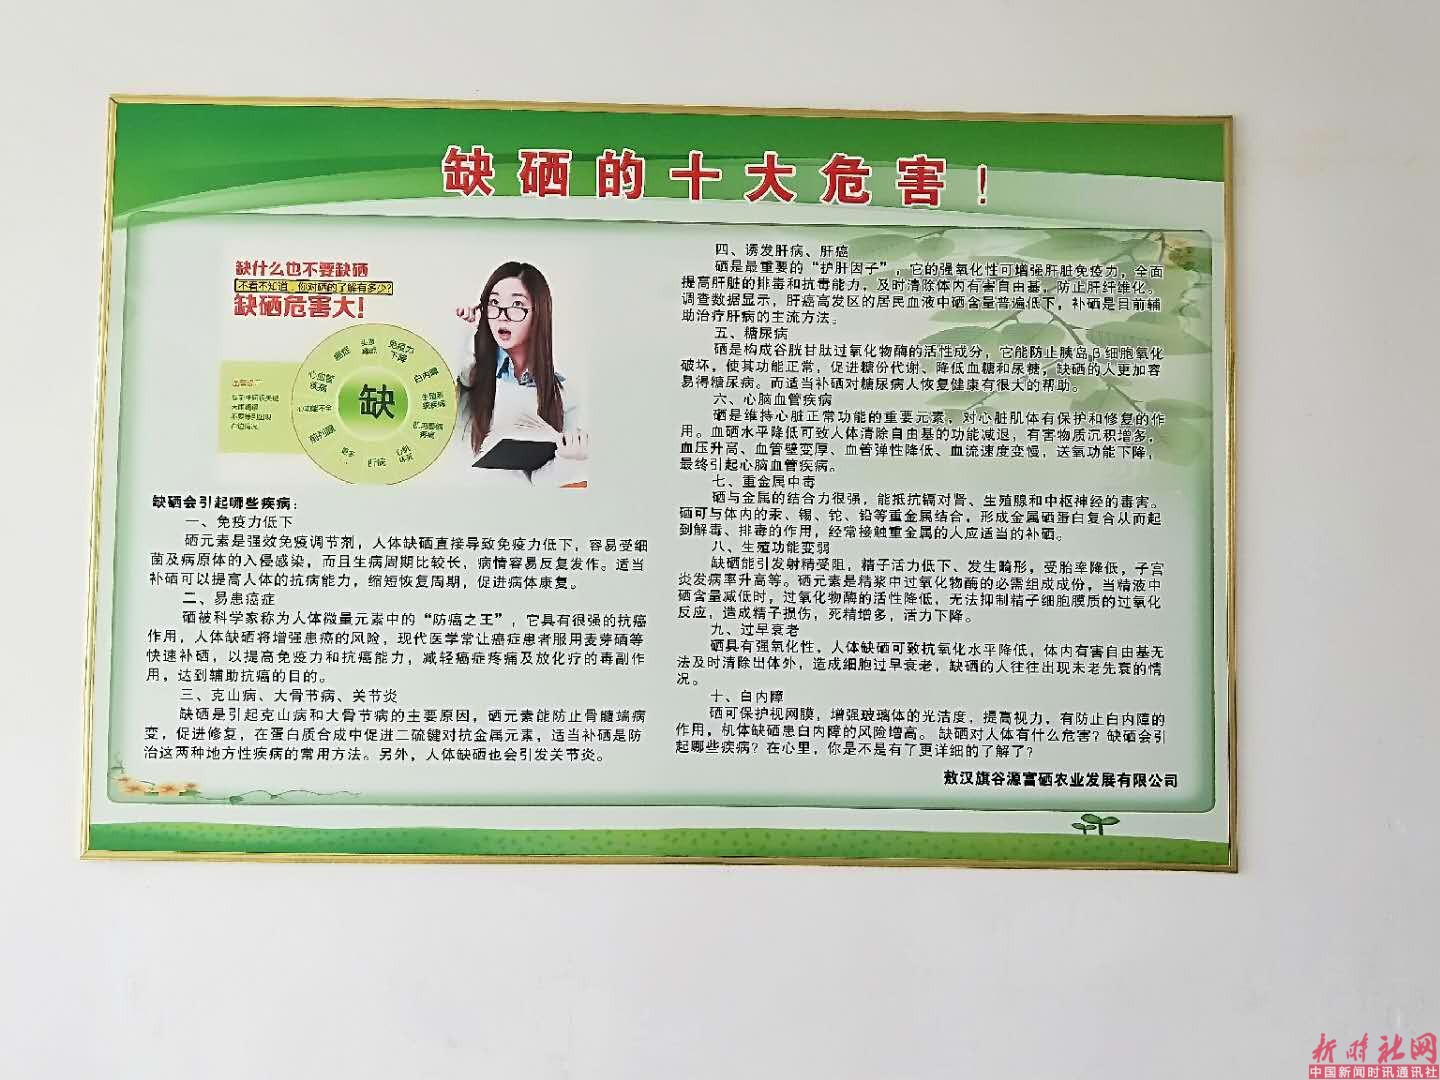 缺硒的十大危害！
缺什么也不要缺硒
不看不知道，你对硒的了解有多少?
缺硒危害大!
免疫力
下降
癌症
白内障
心血管
疾病
缺
肝病
缺硒会引起哪些疾病：
一、免疫力低下
硒元素是强效免疫调节剂，人体缺硒直接导致免疫力低下，容易受细
菌及病原体的入侵感染，而且生病周期比较长，病情容易反复发作。适当
补硒可以提高人体的抗病能力，缩短恢复周期，促进病体康复。
二、易患癌症
硒被科学家称为人体微量元素中的“防癌之王”，它具有很强的抗癌
作用，人体缺硒将增强患癌的风险，现代医学常让癌症患者服用麦芽硒等
快速补硒，以提高免疫力和抗癌能力，减轻癌症疼痛及放化疗的毒副作
用，达到辅助抗癌的目的。
三、克山病、大骨节病、关节炎
缺硒是引起克山病和大骨节病的主要原因，硒元素能防止骨髓端病
变，促进修复，在蛋白质合成中促进二硫键对抗金属元素，适当补硒是防
治这两种地方性疾病的常用方法。另外，人体缺硒也会引发关节炎。
四、诱发肝病、肝癌
硒是最重要的“护肝因子”，它的强氧化性可增强肝脏免疫力，全面
提高肝脏的排毒和抗毒能力，及时清除体内有害自由基，防止肝纤维化。
调查数据显示，肝癌高发区的居民血液中硒含量普遍低下，补硒是目前辅
助治疗肝病的主流方法。
五、糖尿病
硒是构成谷胱甘肽过氧化物酶的活性成分，它能防止胰岛β细胞氧化
破坏，使其功能正常，促进糖份代谢、降低血糖和尿糖，缺硒的人更加容
易得糖尿病。而适当补硒对糖尿病人恢复健康有很大的帮助。
六、心脑血管疾病
硒是维持心脏正常功能的重要元素，对心脏肌体有保护和修复的作
用。血硒水平降低可致人体清除自由基的功能减退，有害物质沉积增多，
血压升高、血管壁变厚、血管弹性降低、血流速度变慢，送氧功能下降，
最终引起心脑血管疾病。
七、重金属中毒
硒与金属的结合力很强，能抵抗镉对肾、生殖腺和中枢神经的毒害。
硒可与体内的汞、锡、铊、铅等重金属结合，形成金属硒蛋白复合从而起
到解毒、排毒的作用，经常接触重金属的人应适当的补硒。
八、生殖功能变弱
缺硒能引发射精受阻，精子活力低下、发生畸形，受胎率降低，子宫
炎发病率升高等。硒元素是精浆中过氧化物酶的必需组成成份，当精液中
硒含量减低时，过氧化物酶的活性降低，无法抑制精子细胞膜质的过氧化
反应，造成精子损伤，死精增多，活力下降。
九、过早衰老
硒具有强氧化性，人体缺硒可致抗氧化水平降低，体内有害自由基无
法及时清除出体外，造成细胞过早衰老，缺硒的人往往出现未老先衰的情
况。
十、白内障
硒可保护视网膜，增强玻璃体的光洁度，提高视力，有防止白内障的
作用，机体缺硒患白内障的风险增高。缺硒对人体有什么危害？缺硒会引
起哪些疾病？在心里，你是不是有了更详细的了解了？
敖汉旗谷源富硒农业发展有限公司
新时社网
中国新闻时讯通讯社